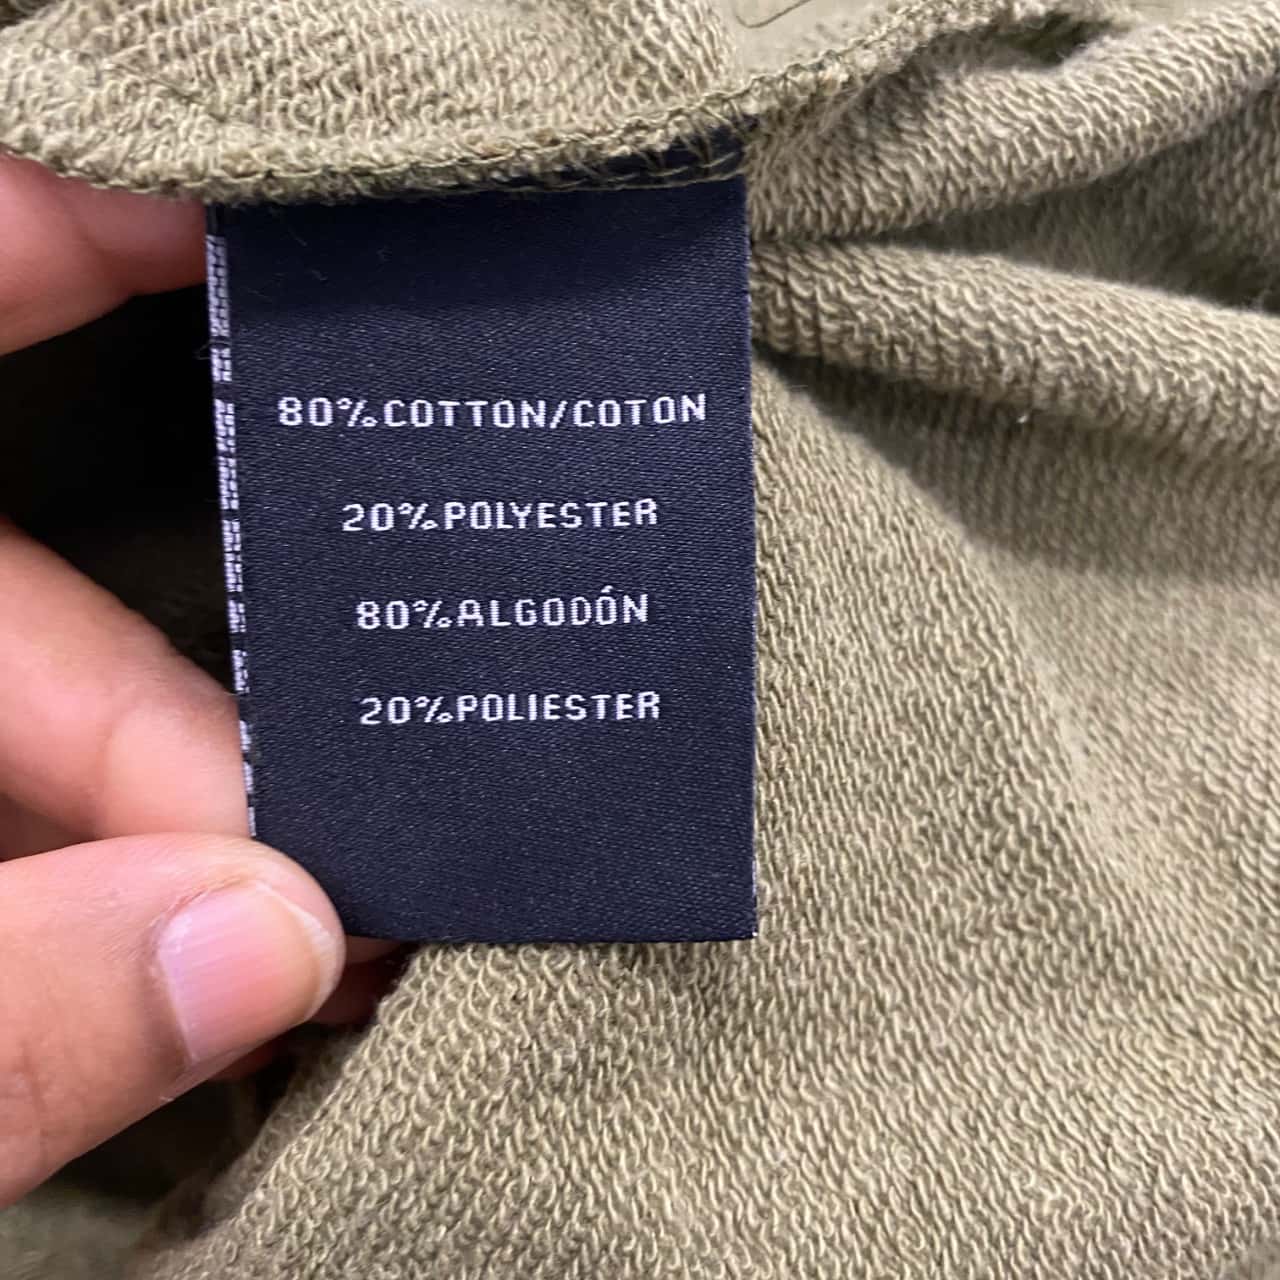 80%COTTON/COTON
20%POLYESTER
80%ALGODÓN
20%POLIESTER